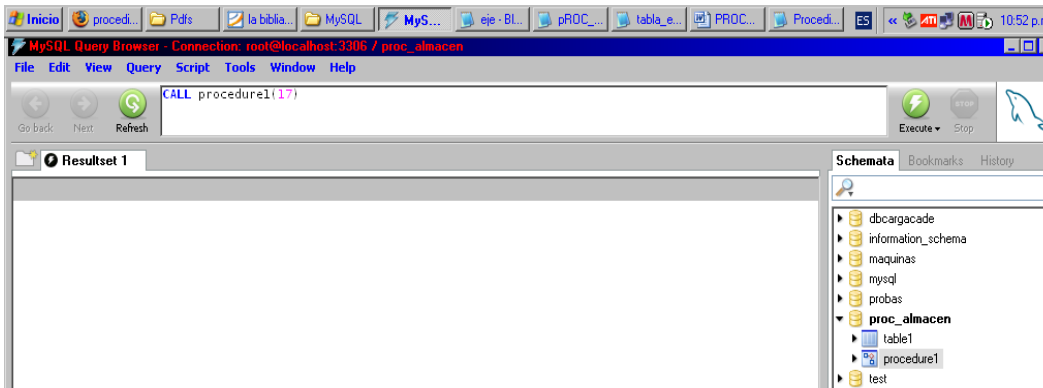 Inicio procedi... Pdfs la biblia... MySQL MyS... eje - Bl... pROC_... tabla_e... PROC... Procedi... ES « ATI M 10:52 p.m
MySQL Query Browser - Connection: root@localhost:3306 / proc_almacen
File Edit View Query Script Tools Window Help
CALL procedure1(17)
Go back Next Refresh Execute STOP Stop
Resultset 1 Schemata Bookmarks History
dbcargacade
information_schema
maquinas
mysql
probas
proc_almacen
table1
procedure1
test